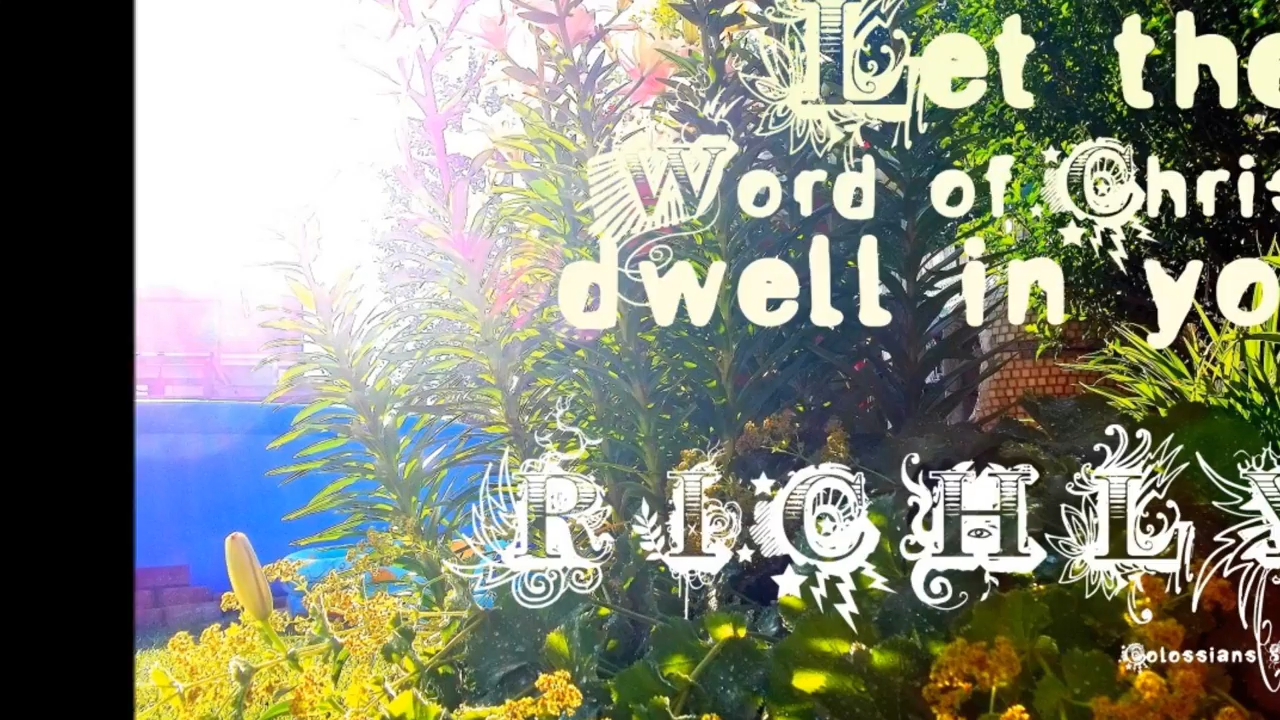 Let the
Word of Chris
dwell in yo
RICHLY
Colossians